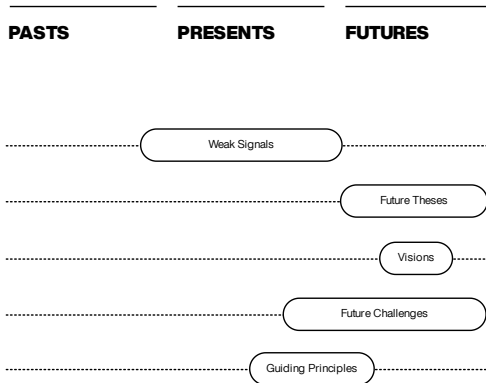 PASTS PRESENTS FUTURES
Weak Signals
Future Theses
Visions
Future Challenges
Guiding Principles